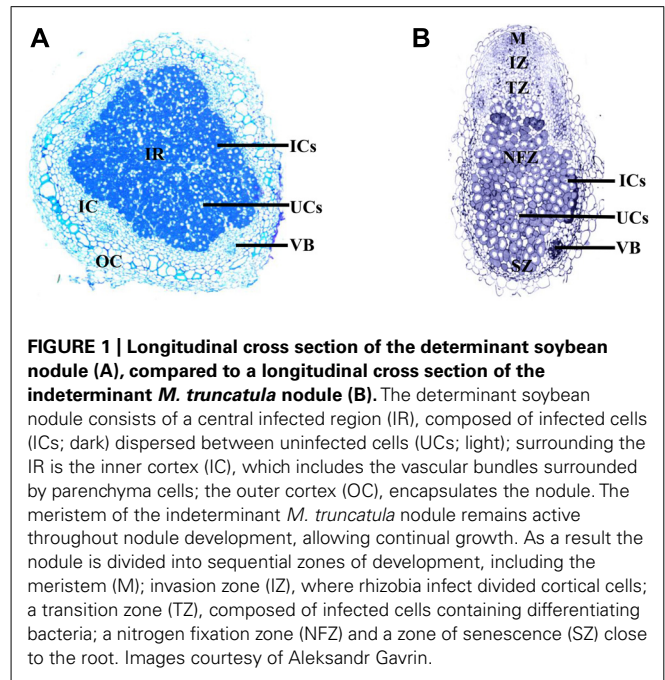 A
B
M
IZ
TZ
IR
ICs
NFZ
ICs
IC
UCs
UCs
VB
VB
OC
SZ
FIGURE 1 | Longitudinal cross section of the determinant soybean
nodule (A), compared to a longitudinal cross section of the
indeterminant M. truncatula nodule (B). The determinant soybean
nodule consists of a central infected region (IR), composed of infected cells
(ICs; dark) dispersed between uninfected cells (UCs; light); surrounding the
IR is the inner cortex (IC), which includes the vascular bundles surrounded
by parenchyma cells; the outer cortex (OC), encapsulates the nodule. The
meristem of the indeterminant M. truncatula nodule remains active
throughout nodule development, allowing continual growth. As a result the
nodule is divided into sequential zones of development, including the
meristem (M); invasion zone (IZ), where rhizobia infect divided cortical cells;
a transition zone (TZ), composed of infected cells containing differentiating
bacteria; a nitrogen fixation zone (NFZ) and a zone of senescence (SZ) close
to the root. Images courtesy of Aleksandr Gavrin.